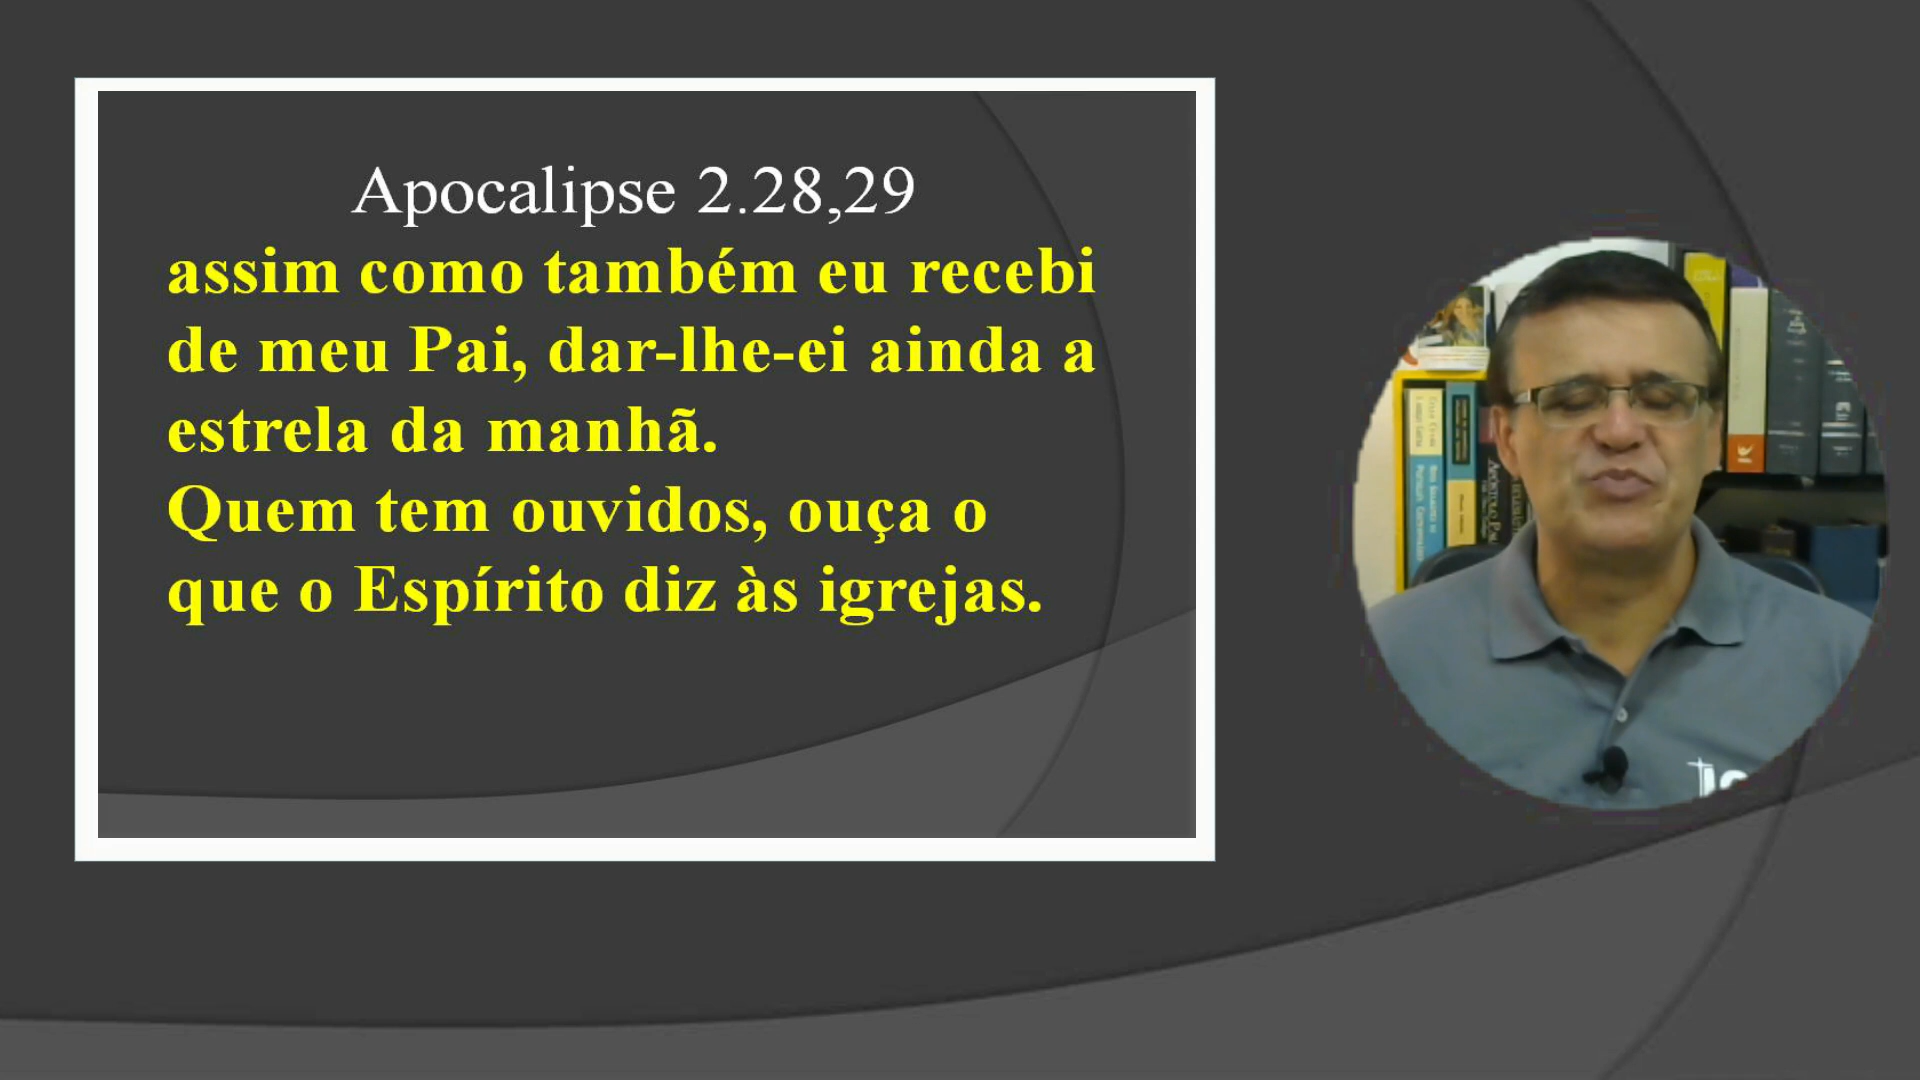 Apocalipse 2.28,29
assim como também eu recebi
de meu Pai, dar-lhe-ei ainda a
estrela da manhã.
Quem tem ouvidos, ouça o
que o Espírito diz às igrejas.